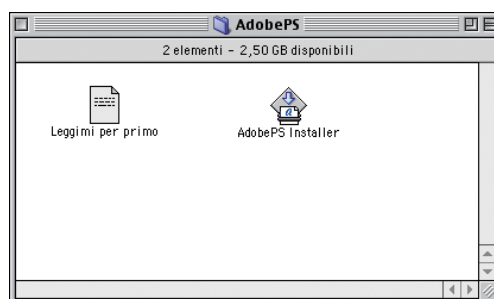 AdobePS
2 elementi – 2,50 GB disponibili
Leggimi per primo
AdobePS Installer